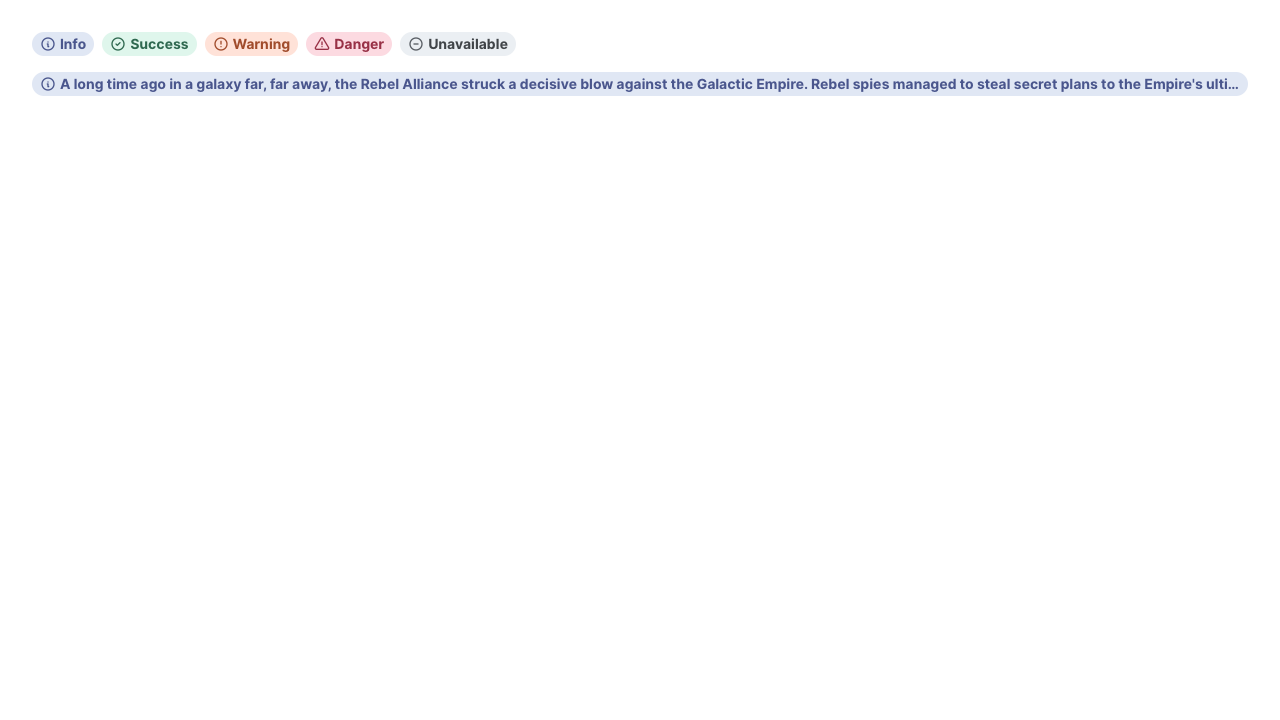 Info Success Warning Danger Unavailable
A long time ago in a galaxy far, far away, the Rebel Alliance struck a decisive blow against the Galactic Empire. Rebel spies managed to steal secret plans to the Empire's ulti...